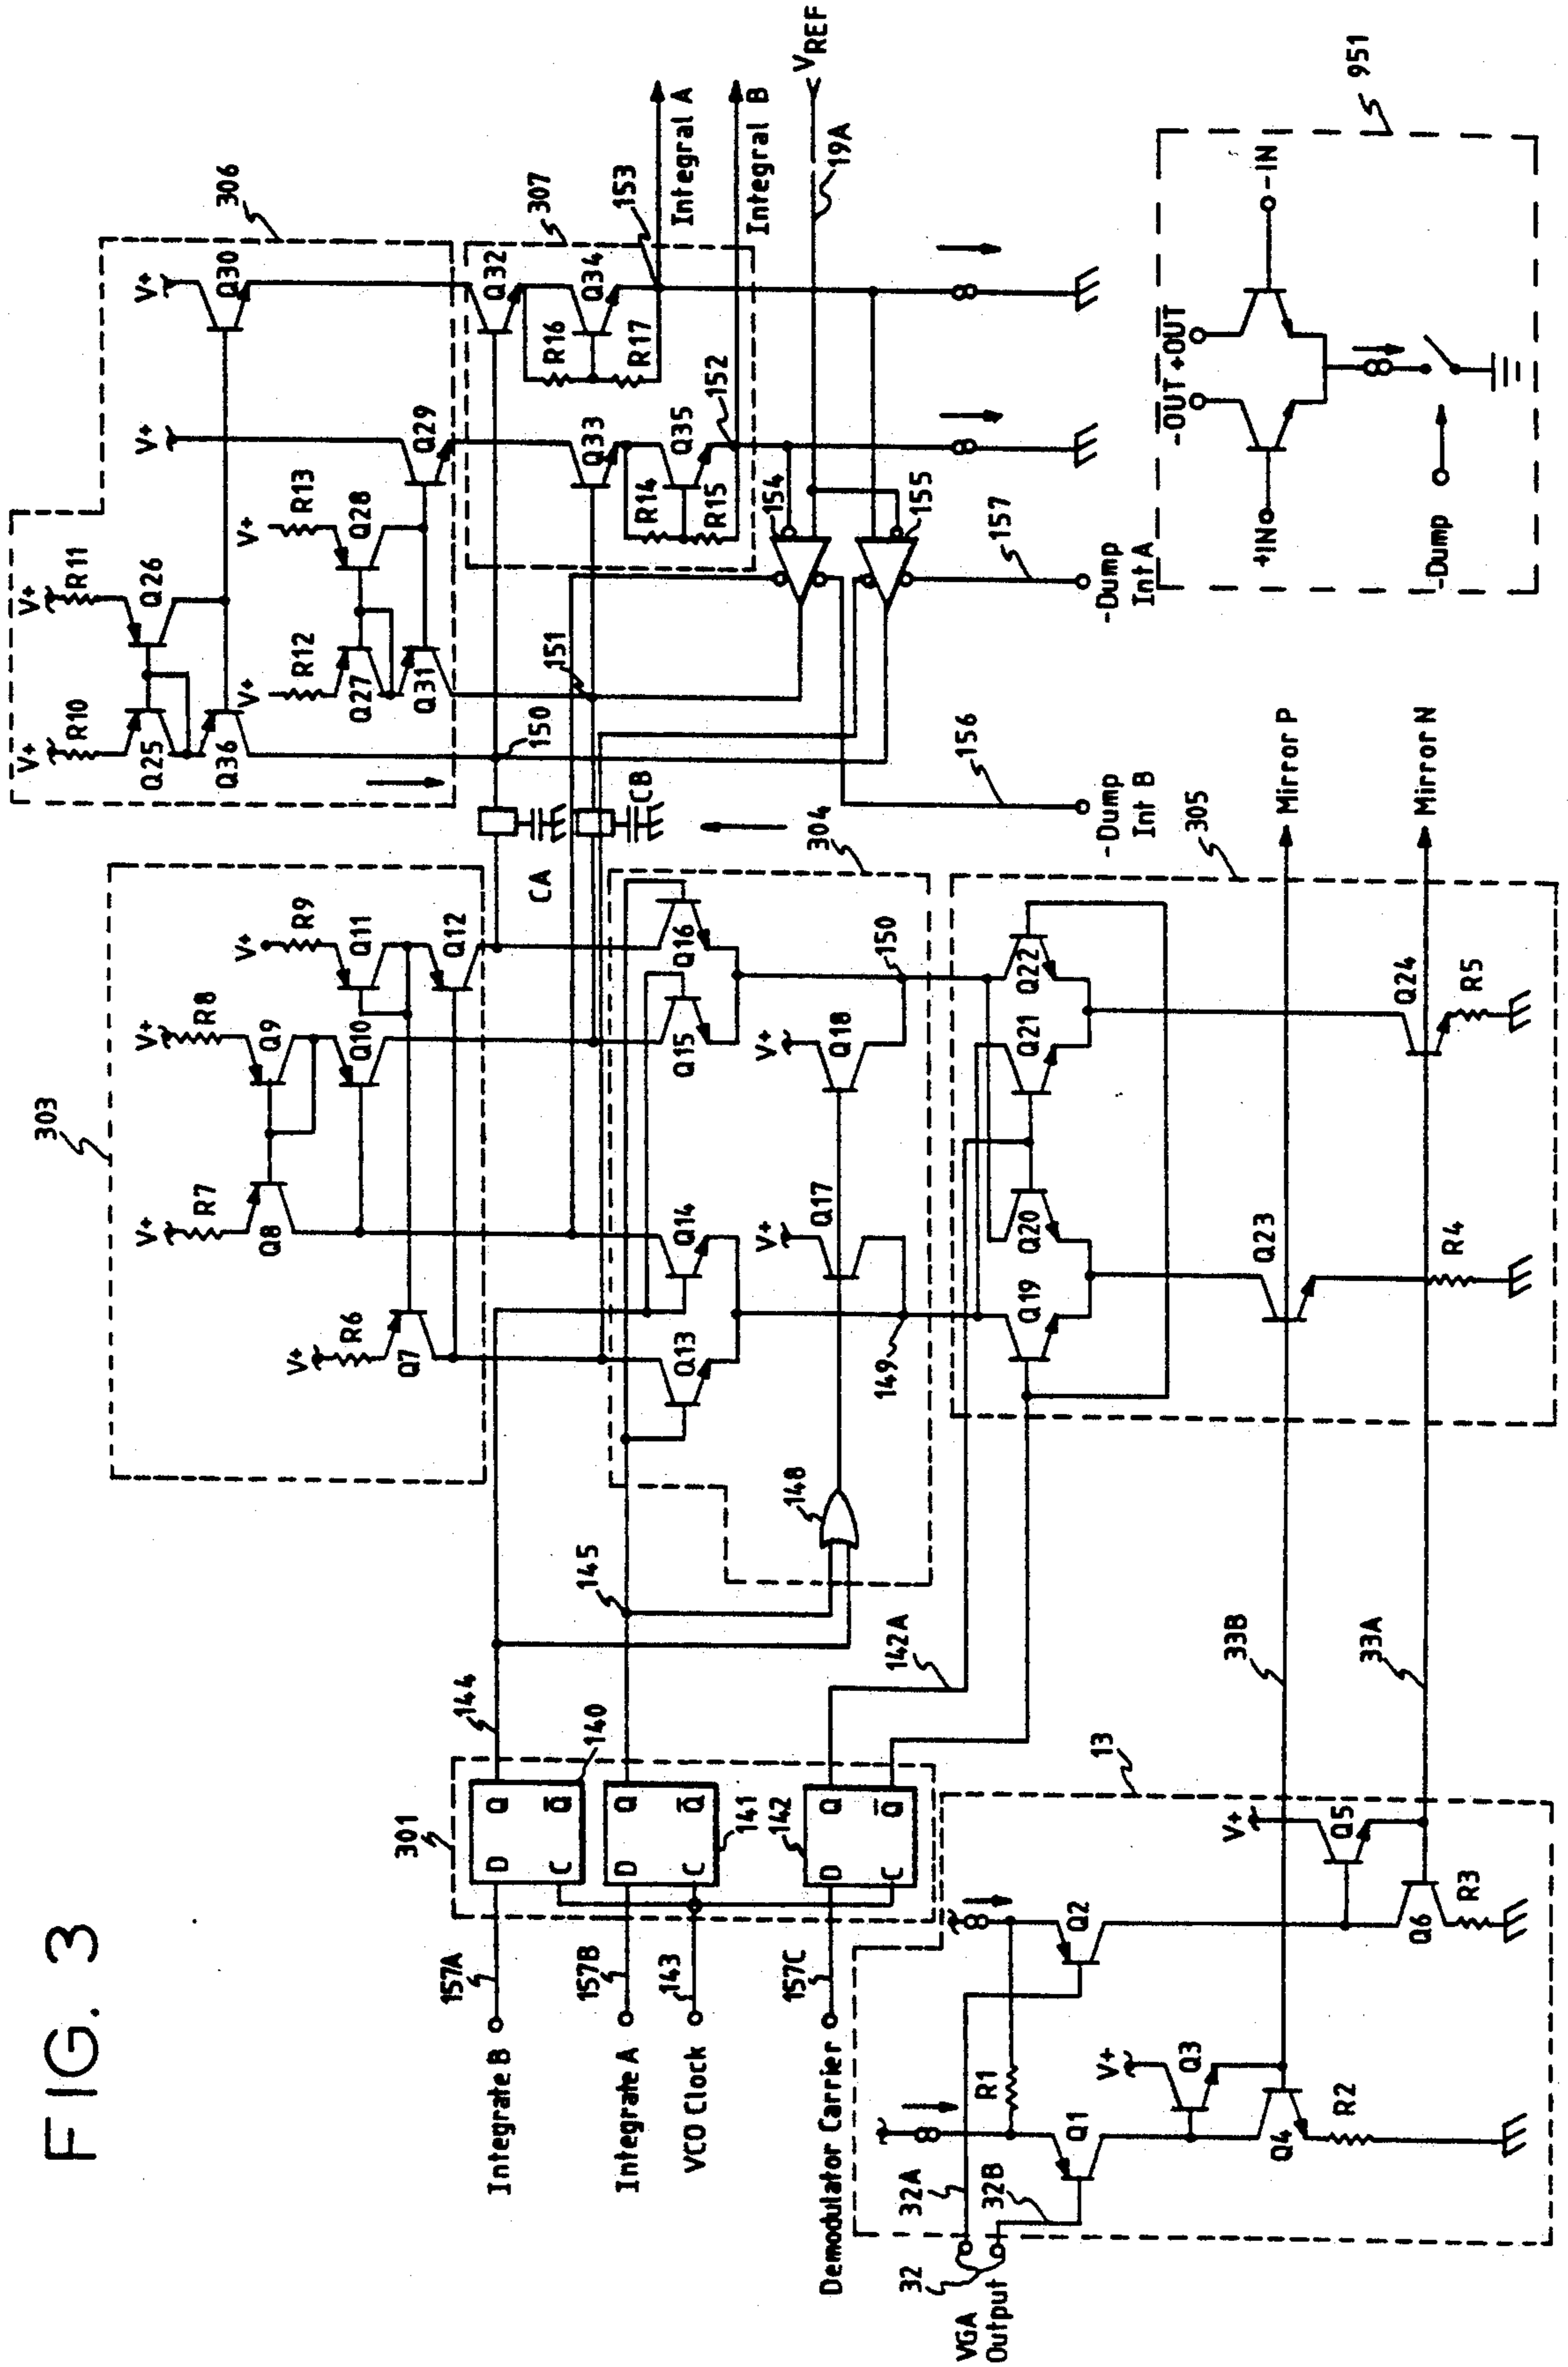 FIG. 3
301
303
304
305
306
307
13
951
Integrate B
157A
Integrate A
157B
VCO Clock
143
Demodulator Carrier
157C
D
Q
C
Q̅
140
D
Q
C
Q̅
141
D
Q
C
Q̅
142
144
145
142A
148
149
150
V+
R6
Q7
V+
R7
Q8
V+
R8
Q9
Q10
V+
R9
Q11
Q12
Q13
Q14
Q15
Q16
V+
Q17
V+
Q18
Q19
Q20
Q21
Q22
Q23
R4
Q24
R5
CA
CB
V+
R10
Q25
Q36
V+
R11
Q26
V+
R12
Q27
Q31
V+
R13
Q28
V+
Q29
V+
Q30
Q32
Q33
Q34
Q35
R14
R15
R16
R17
150
151
152
153
154
155
156
157
Integral A
Integral B
VREF
19A
-Dump
Int B
-Dump
Int A
Mirror P
Mirror N
33B
33A
VGA
Output
32
32A
32B
R1
Q1
Q2
V+
Q3
Q4
R2
V+
Q5
Q6
R3
-OUT
+OUT
+IN
-IN
-Dump